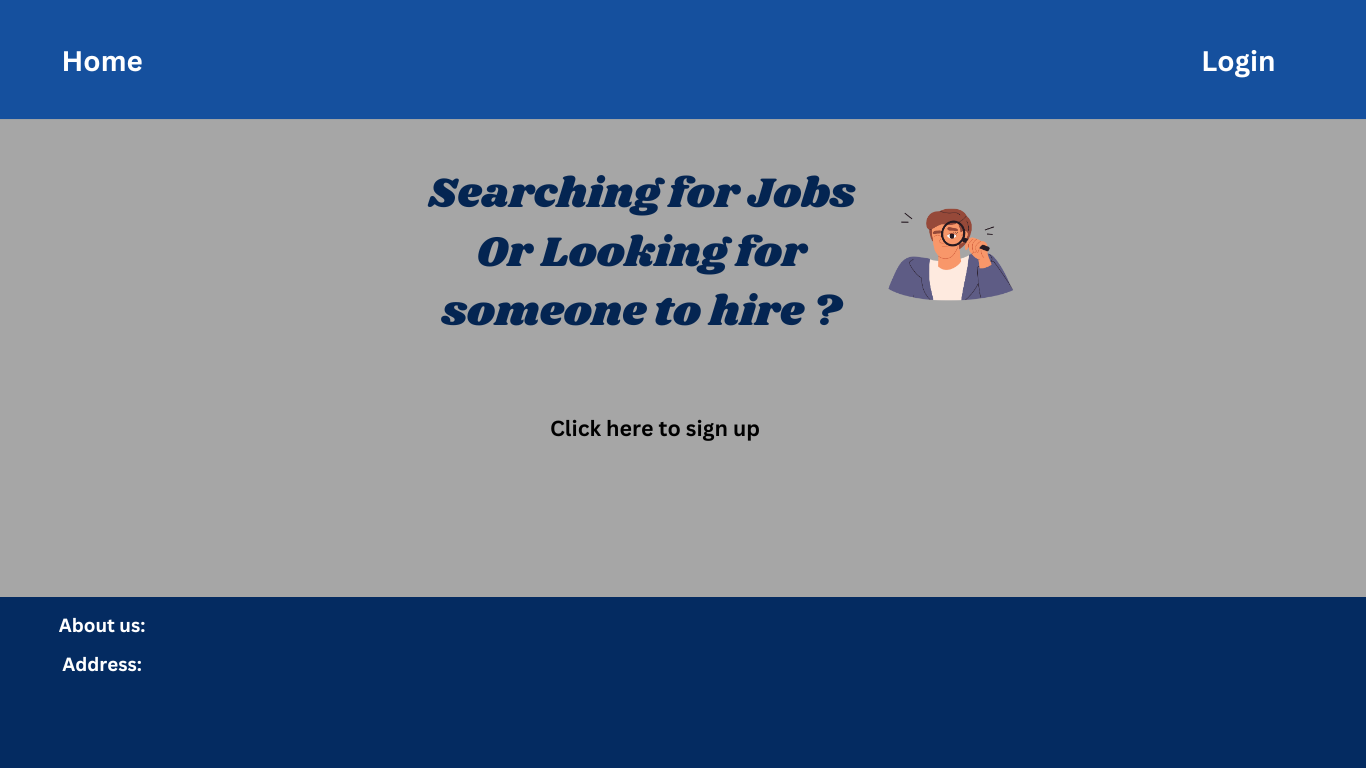 Home
Login
Searching for Jobs
Or Looking for
someone to hire ?
Click here to sign up
About us:
Address: